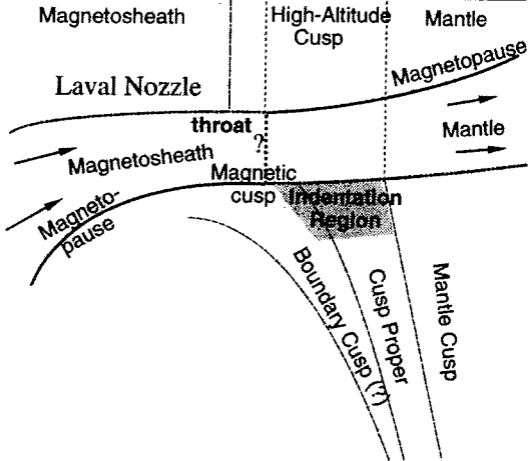 Magnetosheath
High-Altitude
Cusp
Mantle
Magnetopause
Laval Nozzle
throat
?
Mantle
Magnetosheath
Magnetic
cusp
Indentation
Region
Magneto-
pause
Boundary Cusp (?)
Cusp Proper
Mantle Cusp